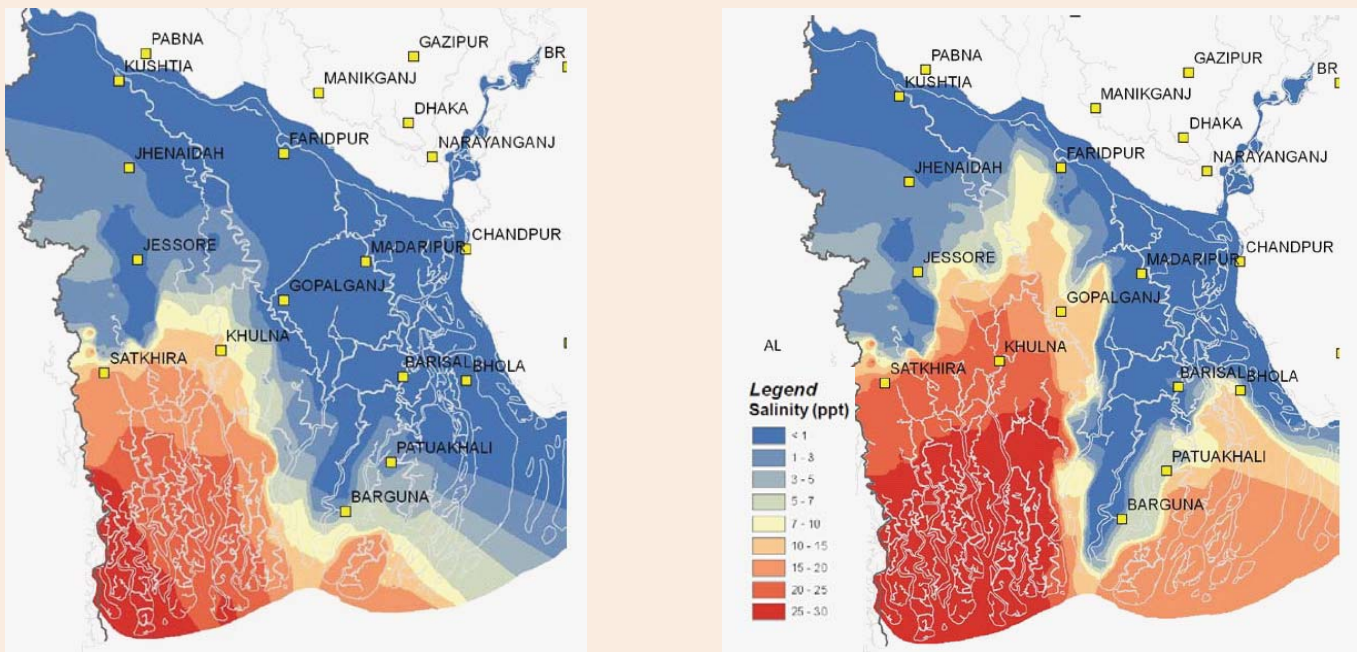 PABNA
GAZIPUR
BR
KUSHTIA
MANIKGANJ
DHAKA
FARIDPUR
NARAYANGANJ
JHENAIDAH
JESSORE
MADARIPUR
CHANDPUR
GOPALGANJ
KHULNA
SATKHIRA
BARISAL
BHOLA
PATUAKHALI
BARGUNA
PABNA
GAZIPUR
BR
KUSHTIA
MANIKGANJ
DHAKA
FARIDPUR
NARAYANGANJ
JHENAIDAH
JESSORE
MADARIPUR
CHANDPUR
GOPALGANJ
AL
KHULNA
SATKHIRA
BARISAL
BHOLA
PATUAKHALI
BARGUNA
Legend
Salinity (ppt)
< 1
1 - 3
3 - 5
5 - 7
7 - 10
10 - 15
15 - 20
20 - 25
25 - 30